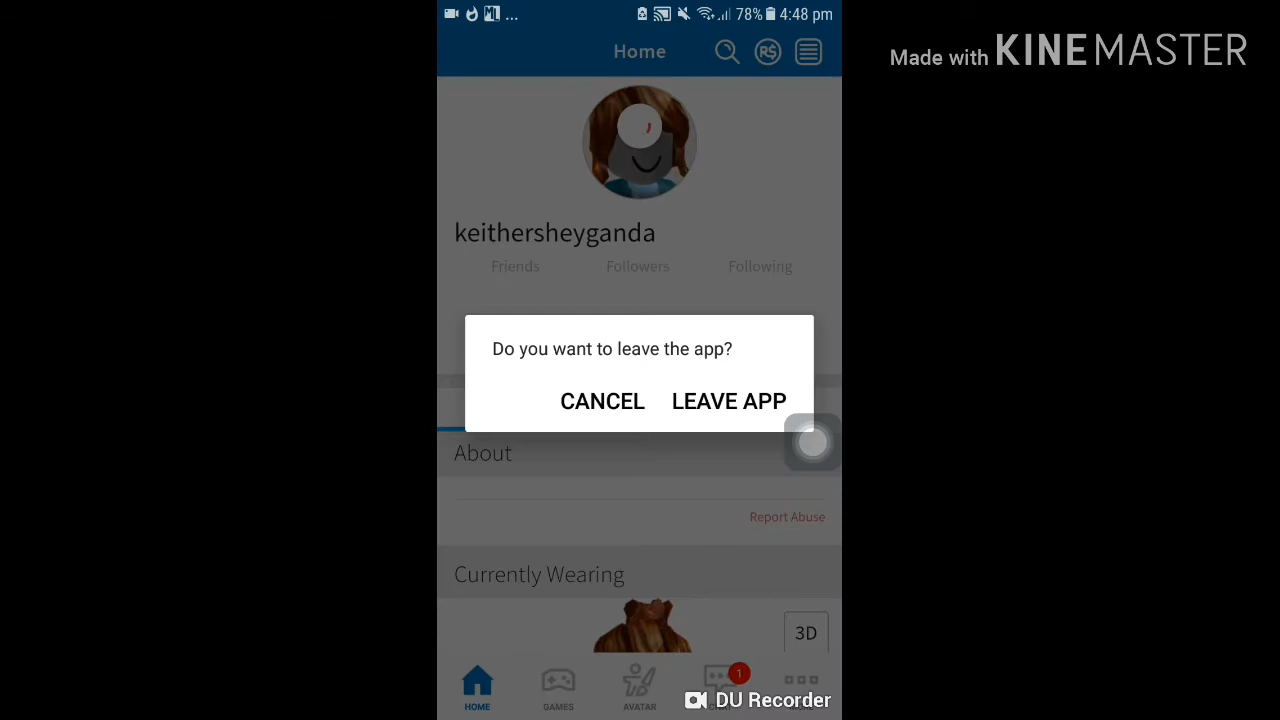 ... 78% 4:48 pm
Made with KINEMASTER
Home
keithersheyganda
Friends Followers Following
Do you want to leave the app?
CANCEL LEAVE APP
About
Report Abuse
Currently Wearing
3D
1
HOME GAMES AVATAR
DU Recorder